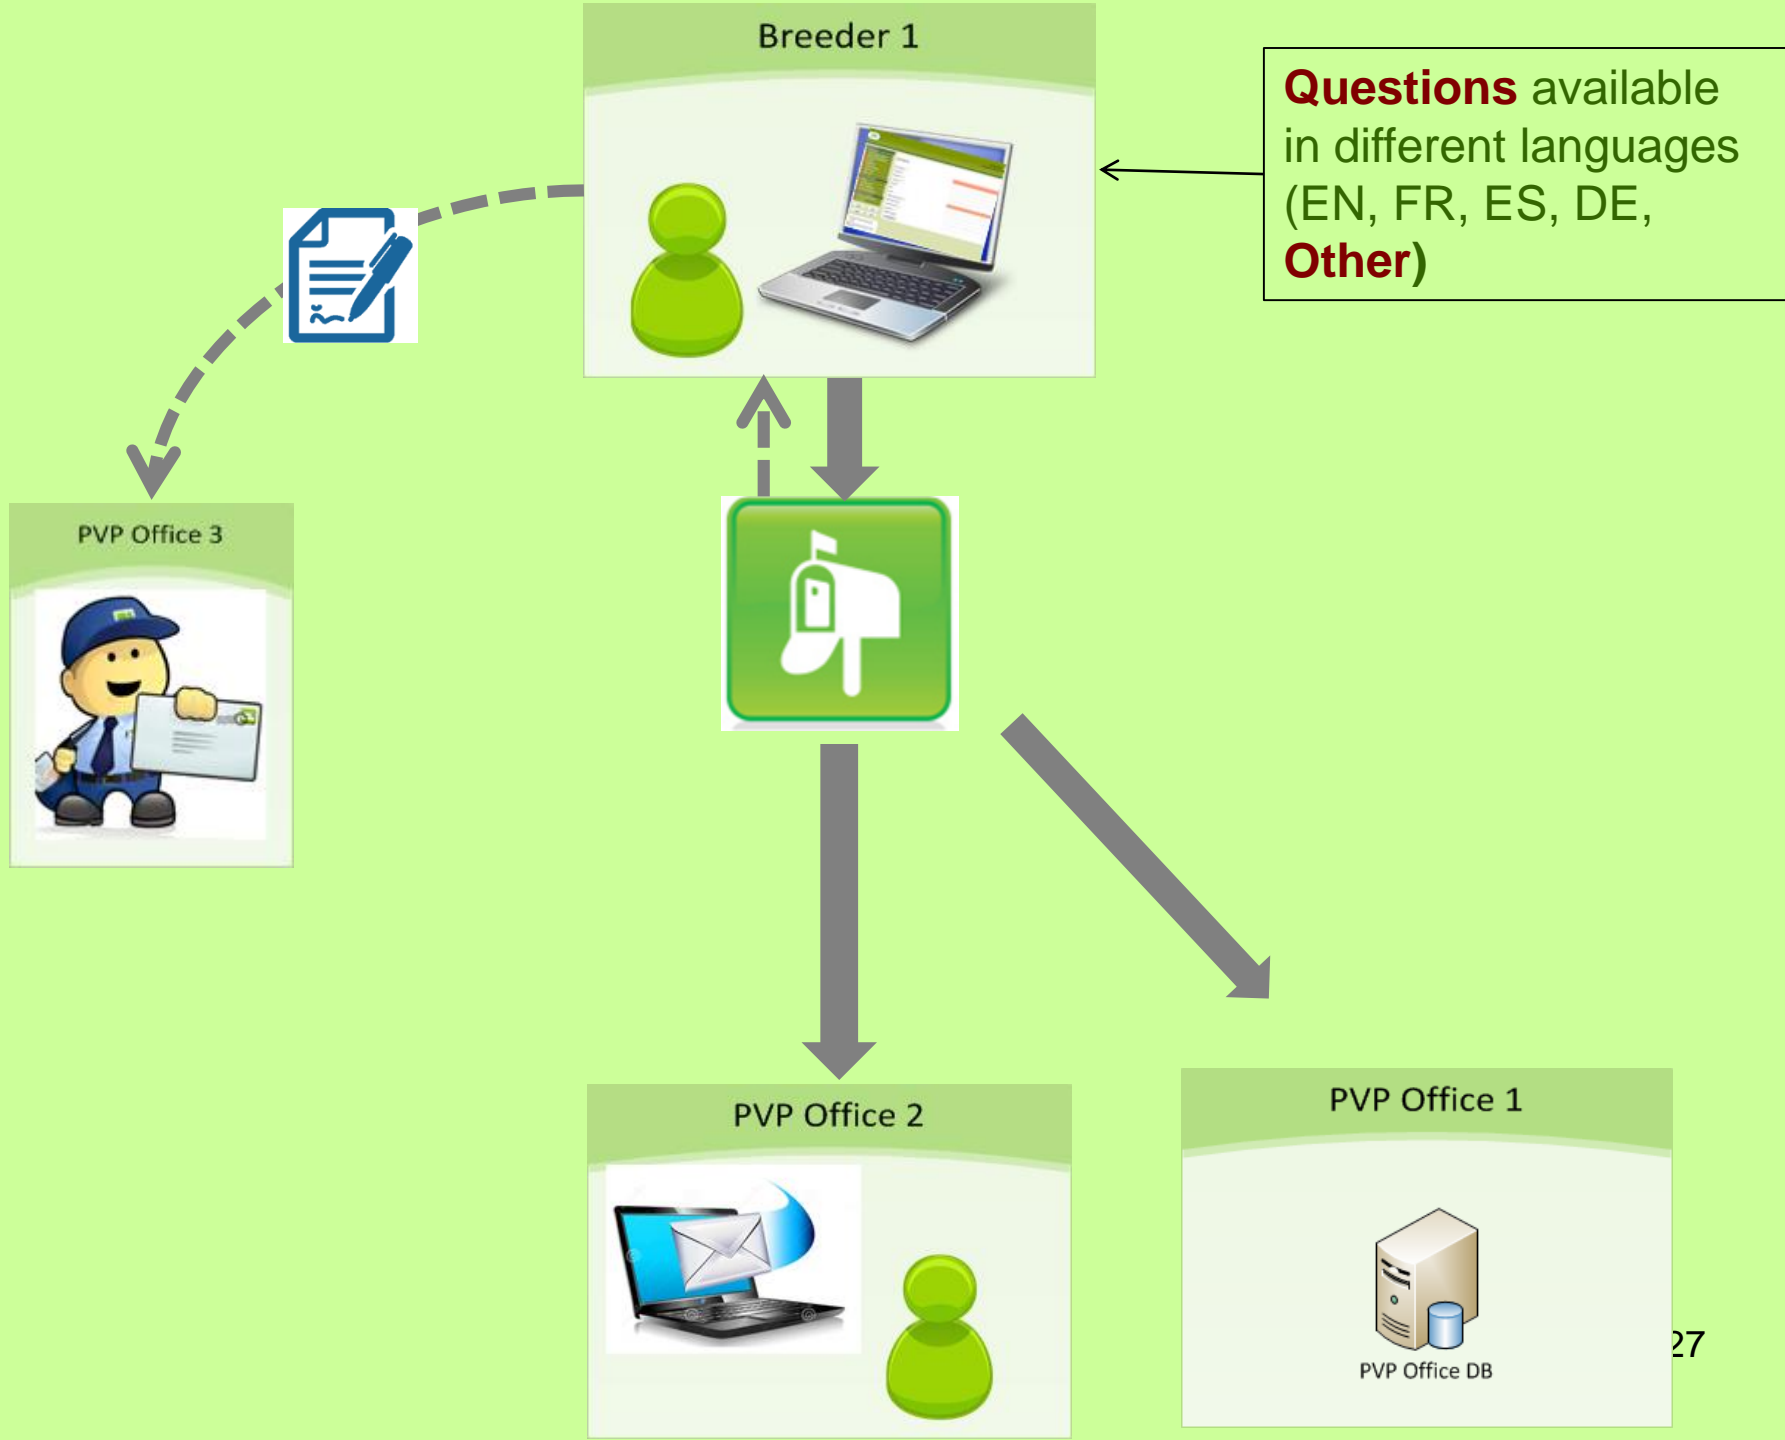 Breeder 1
Questions available
in different languages
(EN, FR, ES, DE,
Other)
PVP Office 3
PVP Office 2
PVP Office 1
PVP Office DB
27